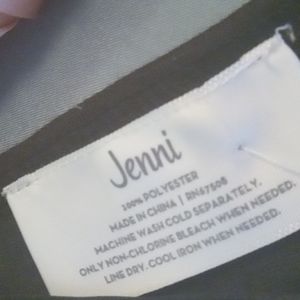 Jenni
100% POLYESTER
MADE IN CHINA | RN67508
MACHINE WASH COLD SEPARATELY.
ONLY NON-CHLORINE BLEACH WHEN NEEDED.
LINE DRY. COOL IRON WHEN NEEDED.